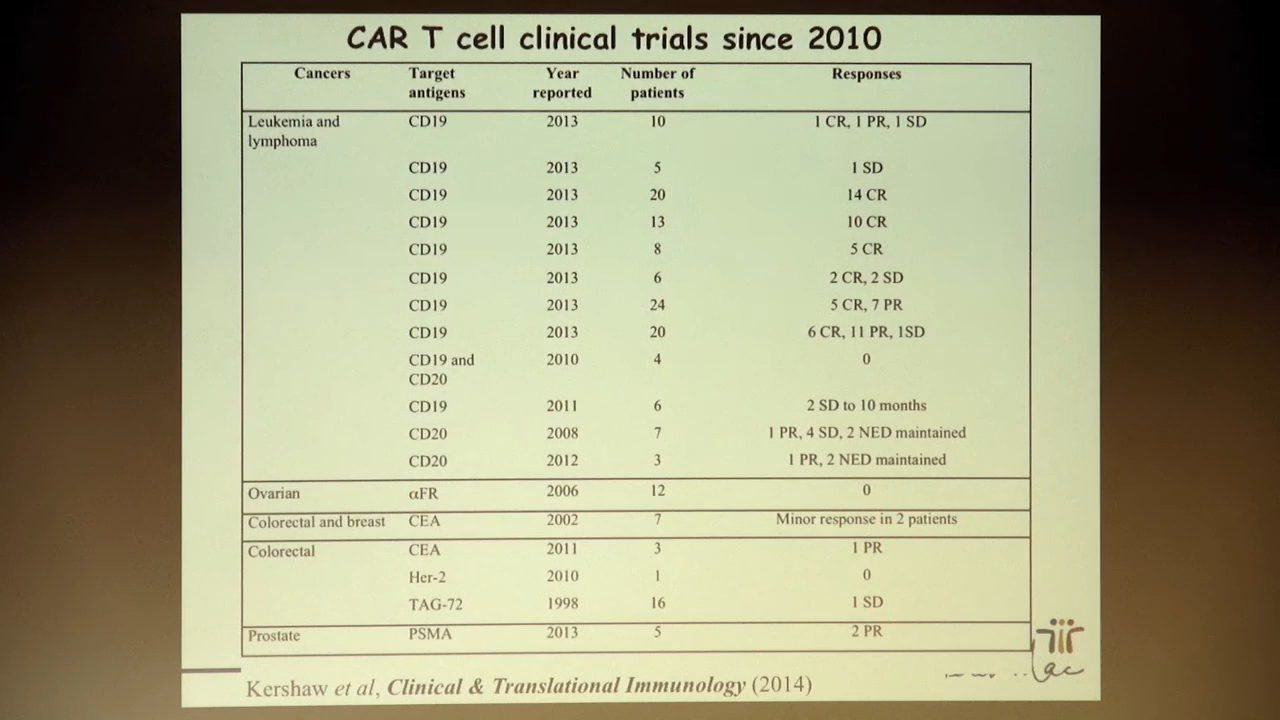 CAR T cell clinical trials since 2010
Cancers Target antigens Year reported Number of patients Responses
Leukemia and lymphoma CD19 2013 10 1 CR, 1 PR, 1 SD
CD19 2013 5 1 SD
CD19 2013 20 14 CR
CD19 2013 13 10 CR
CD19 2013 8 5 CR
CD19 2013 6 2 CR, 2 SD
CD19 2013 24 5 CR, 7 PR
CD19 2013 20 6 CR, 11 PR, 1SD
CD19 and CD20 2010 4 0
CD19 2011 6 2 SD to 10 months
CD20 2008 7 1 PR, 4 SD, 2 NED maintained
CD20 2012 3 1 PR, 2 NED maintained
Ovarian αFR 2006 12 0
Colorectal and breast CEA 2002 7 Minor response in 2 patients
Colorectal CEA 2011 3 1 PR
Her-2 2010 1 0
TAG-72 1998 16 1 SD
Prostate PSMA 2013 5 2 PR
Kershaw et al, Clinical & Translational Immunology (2014)